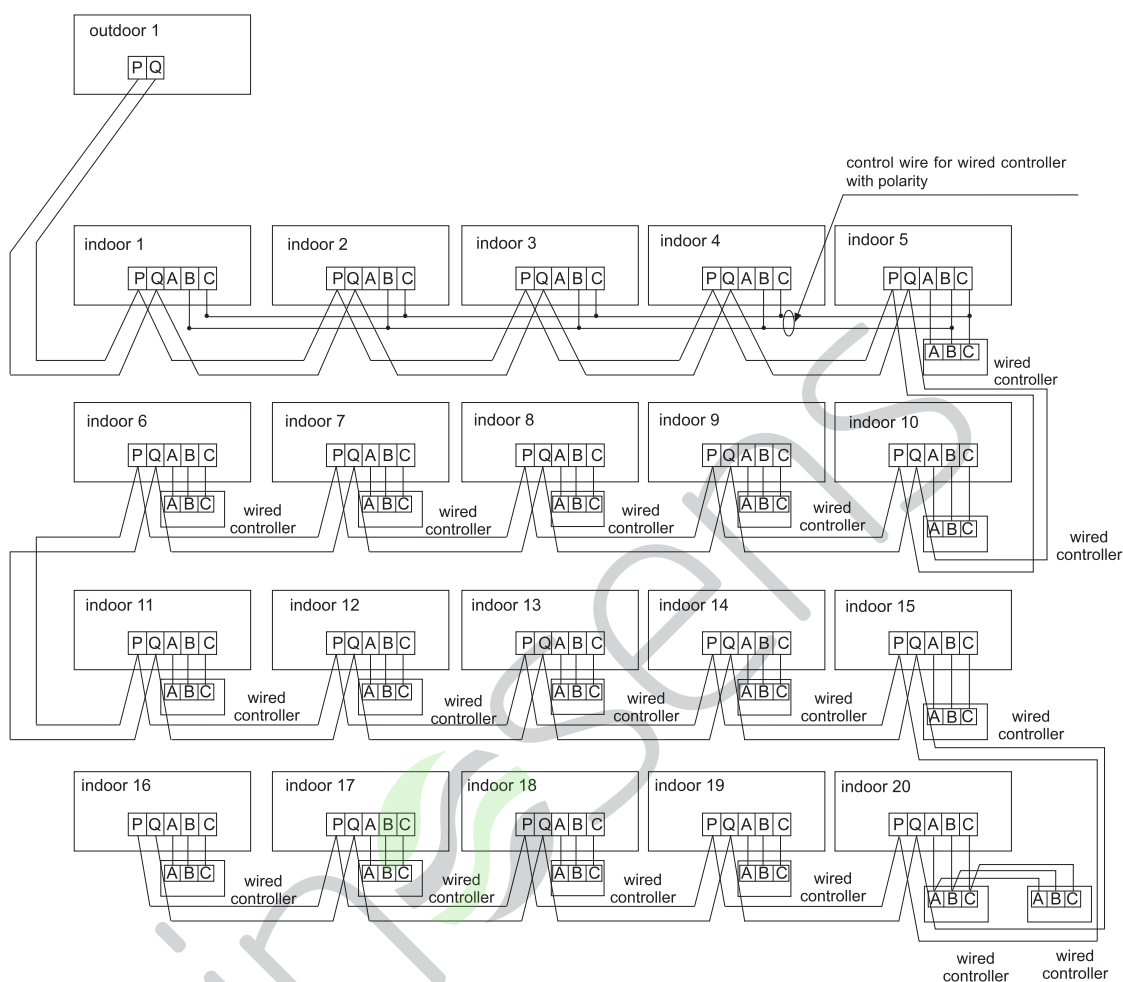 outdoor 1
P Q
control wire for wired controller
with polarity
indoor 1
indoor 2
indoor 3
indoor 4
indoor 5
P Q A B C
P Q A B C
P Q A B C
P Q A B C
P Q A B C
A B C
wired
controller
indoor 6
indoor 7
indoor 8
indoor 9
indoor 10
P Q A B C
P Q A B C
P Q A B C
P Q A B C
P Q A B C
A B C
wired
controller
A B C
wired
controller
A B C
wired
controller
A B C
wired
controller
A B C
wired
controller
indoor 11
indoor 12
indoor 13
indoor 14
indoor 15
P Q A B C
P Q A B C
P Q A B C
P Q A B C
P Q A B C
A B C
wired
controller
A B C
wired
controller
A B C
wired
controller
A B C
wired
controller
A B C
wired
controller
indoor 16
indoor 17
indoor 18
indoor 19
indoor 20
P Q A B C
P Q A B C
P Q A B C
P Q A B C
P Q A B C
A B C
wired
controller
A B C
wired
controller
A B C
wired
controller
A B C
wired
controller
A B C
A B C
wired
controller
wired
controller